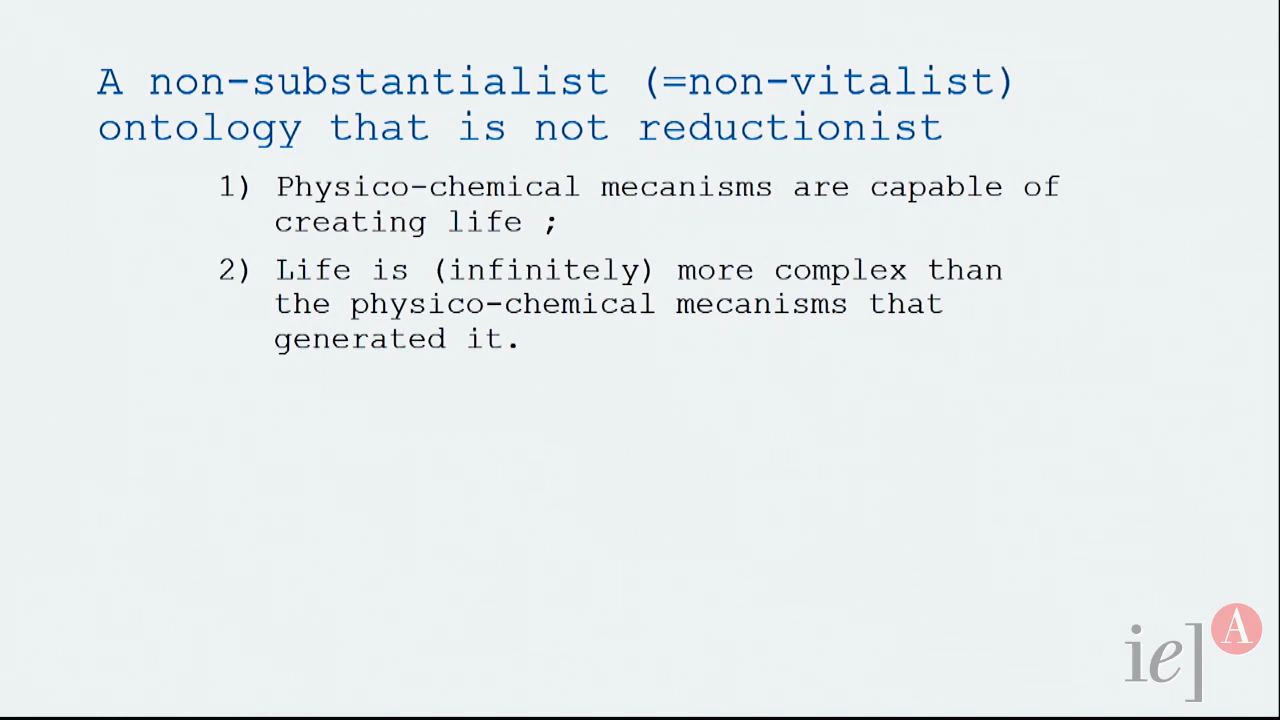 A non-substantialist (=non-vitalist)
ontology that is not reductionist
1) Physico-chemical mecanisms are capable of
creating life ;
2) Life is (infinitely) more complex than
the physico-chemical mecanisms that
generated it.
ie] A